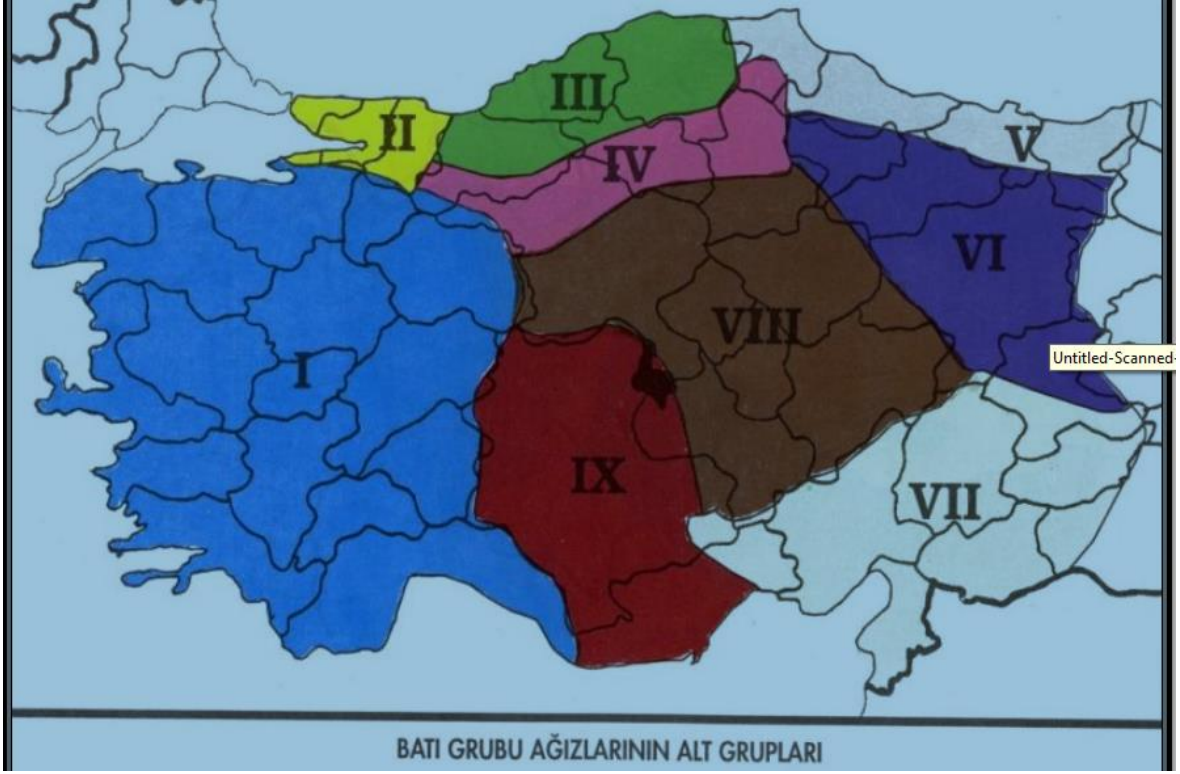 III
II
IV
V
VI
VIII
Untitled-Scanned-
I
IX
VII
BATI GRUBU AĞIZLARININ ALT GRUPLARI